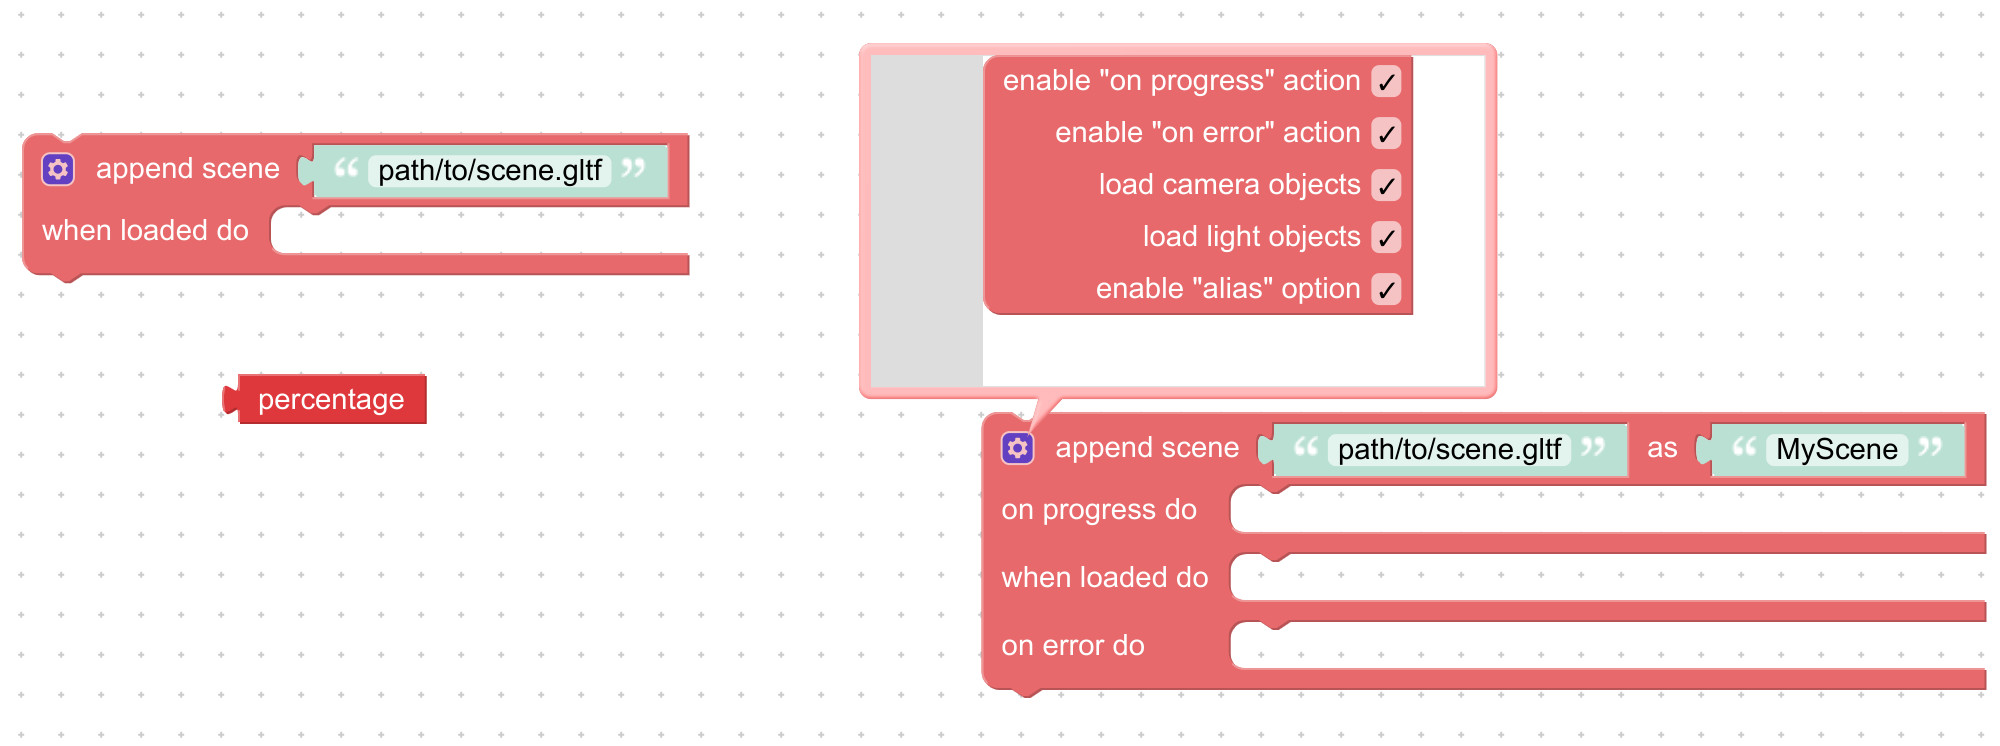 append scene “ path/to/scene.gltf ”
when loaded do
percentage
enable "on progress" action ✓
enable "on error" action ✓
load camera objects ✓
load light objects ✓
enable "alias" option ✓
append scene “ path/to/scene.gltf ” as “ MyScene ”
on progress do
when loaded do
on error do